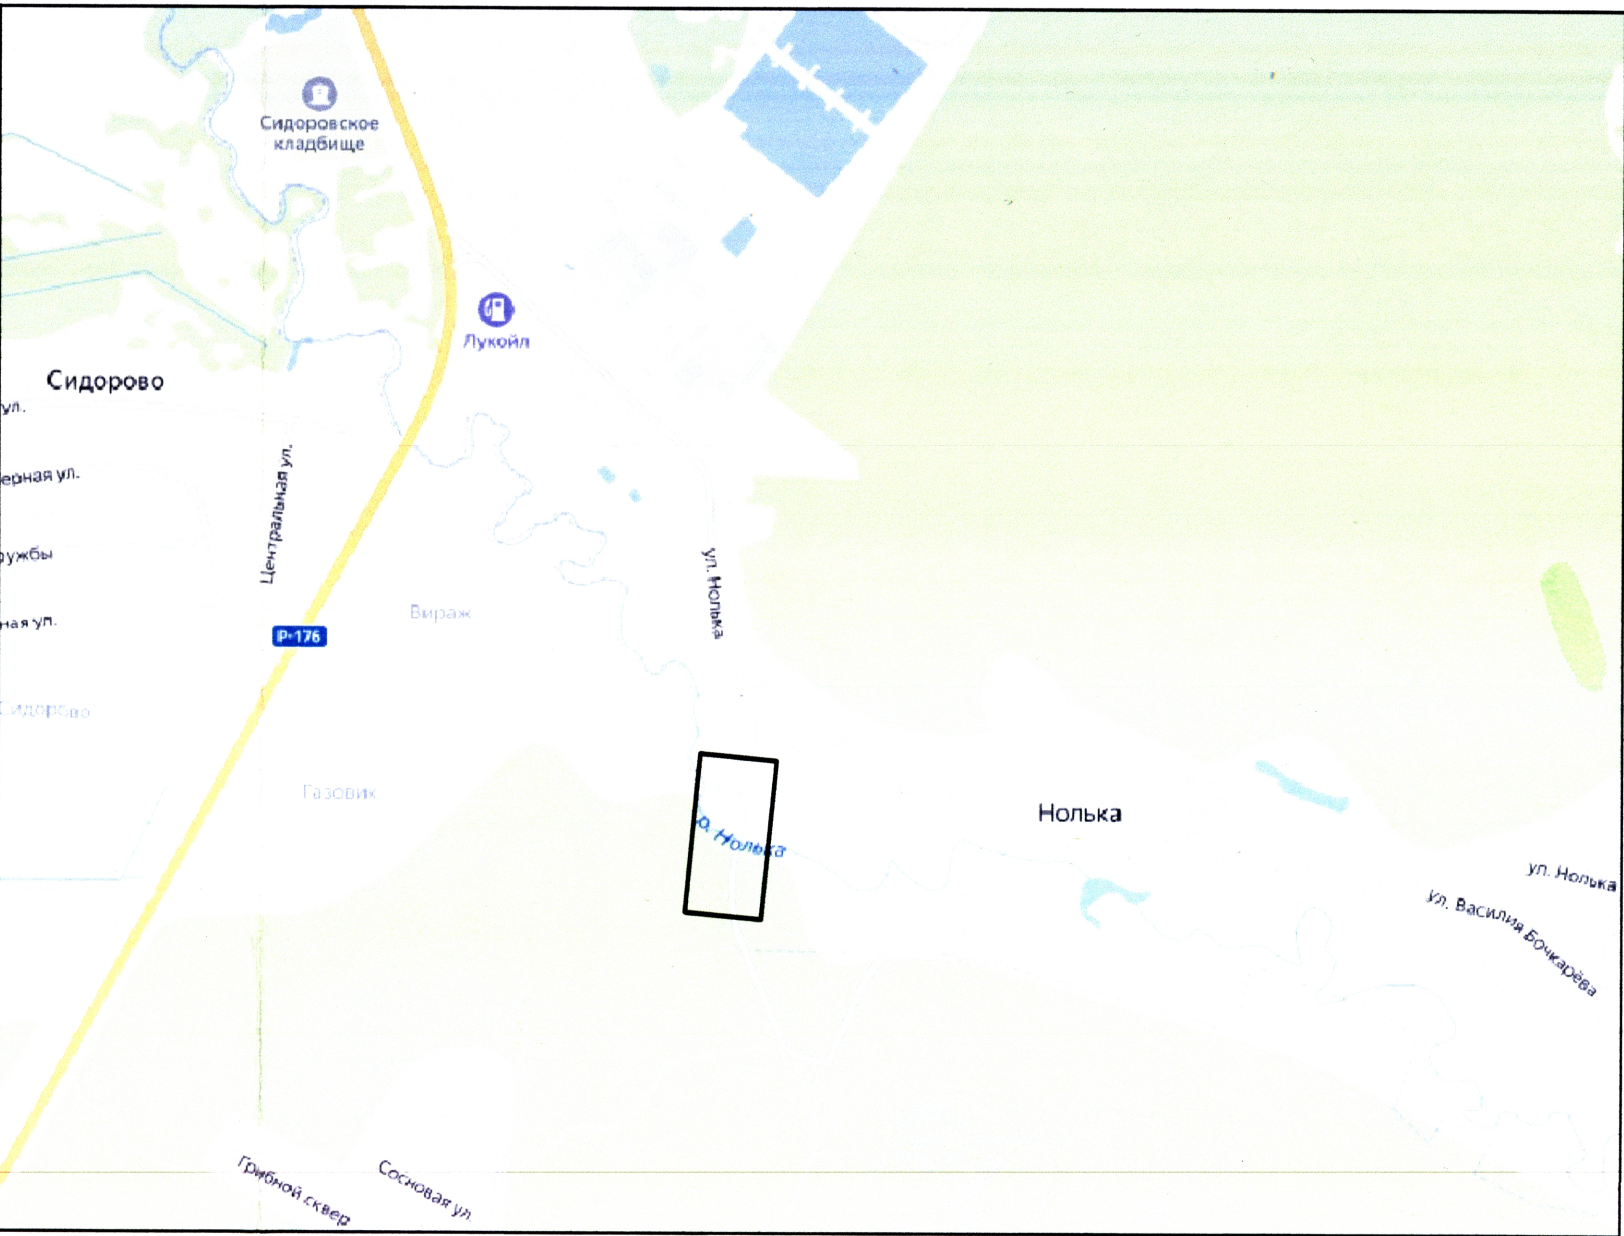 Сидоровское
кладбище
Лукойл
Сидорово
ул.
ерная ул.
Центральная ул.
ружбы
ул. Нолька
Вираж
ная ул.
Р-176
Сидорово
Газовик
р. Нолька
Нолька
ул. Нолька
ул. Василия Бочкарёва
Грибной сквер
Сосновая ул.